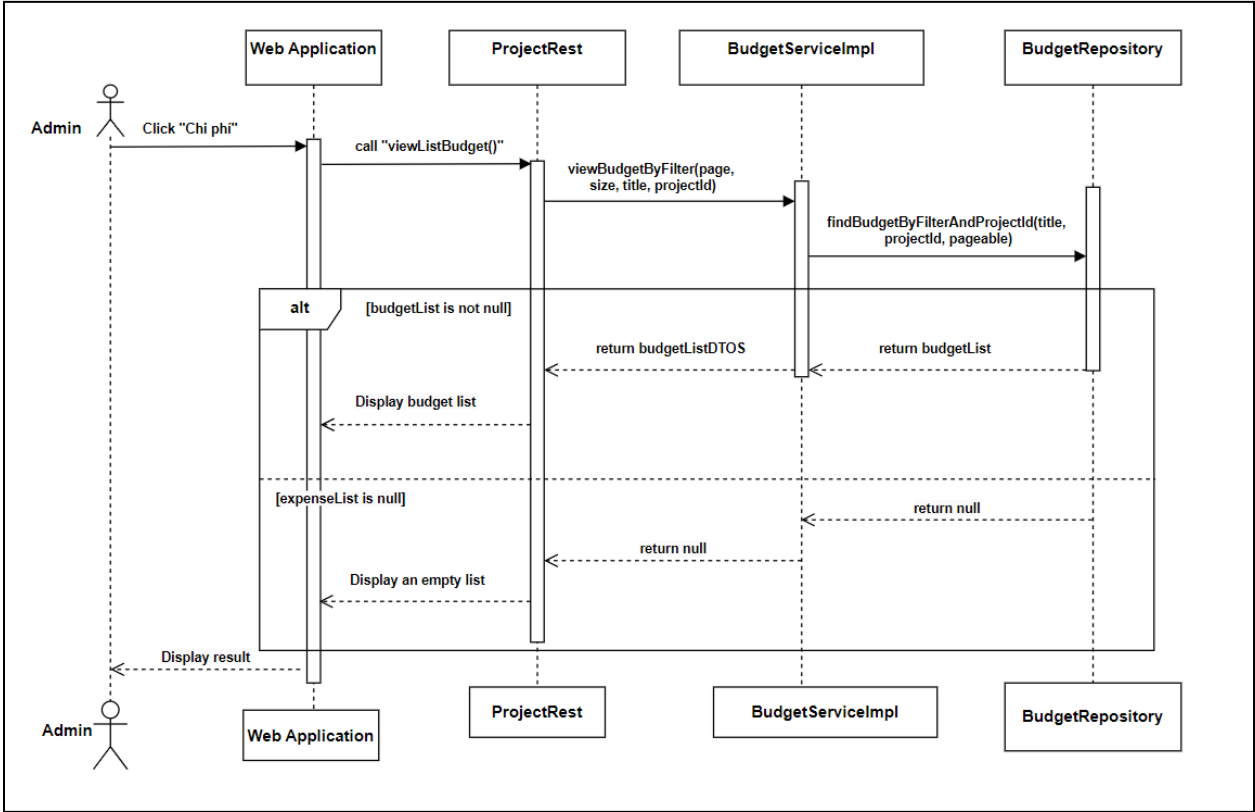 Web Application
ProjectRest
BudgetServiceImpl
BudgetRepository
Admin
Click "Chi phí"
call "viewListBudget()"
viewBudgetByFilter(page,
size, title, projectId)
findBudgetByFilterAndProjectId(title,
projectId, pageable)
alt
[budgetList is not null]
return budgetListDTOS
return budgetList
Display budget list
[expenseList is null]
return null
return null
Display an empty list
Display result
Admin
Web Application
ProjectRest
BudgetServiceImpl
BudgetRepository